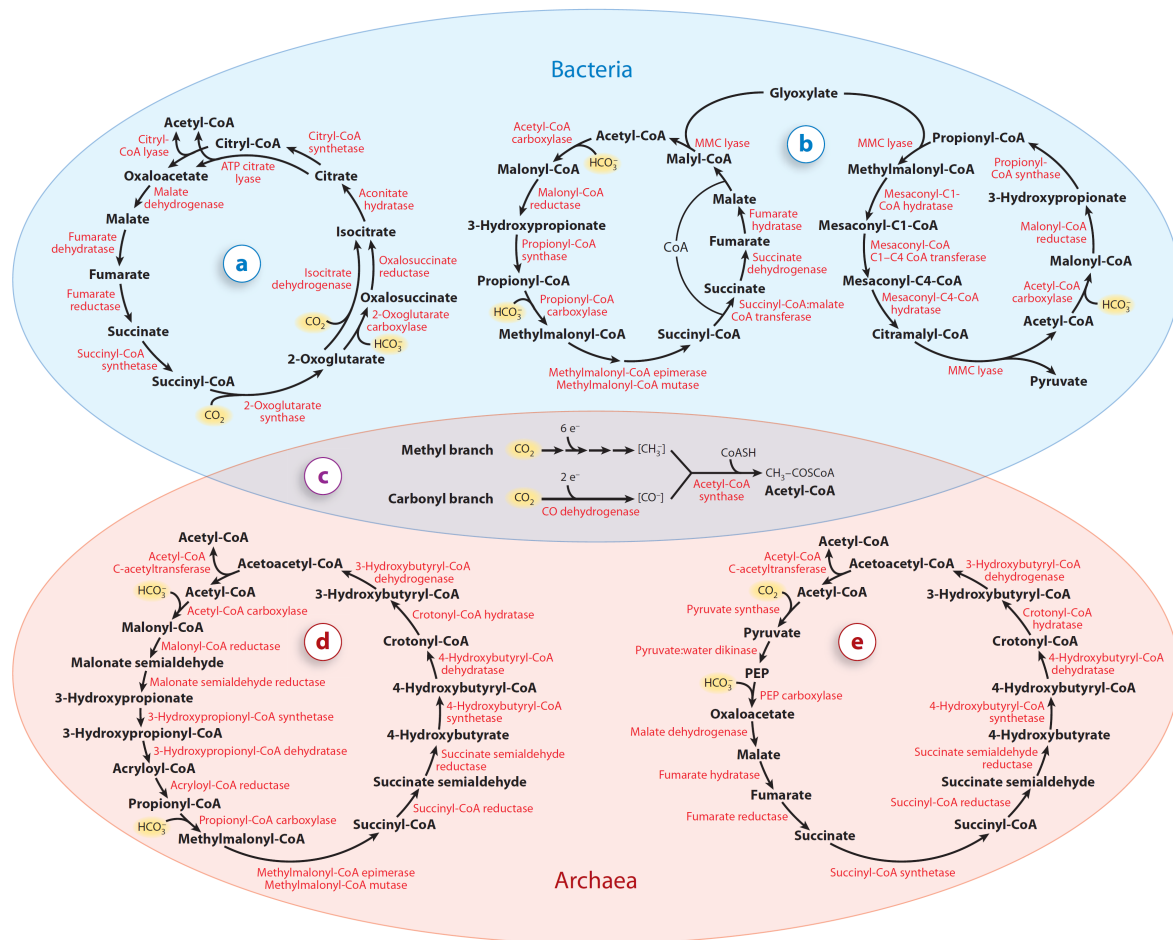 Bacteria
a
Acetyl-CoA
Citryl-
CoA lyase
Citryl-CoA
Citryl-CoA
synthetase
ATP citrate
lyase
Oxaloacetate
Citrate
Malate
dehydrogenase
Aconitate
hydratase
Malate
Isocitrate
Fumarate
dehydratase
Oxalosuccinate
reductase
Isocitrate
dehydrogenase
Fumarate
Fumarate
reductase
Oxalosuccinate
CO2
2-Oxoglutarate
carboxylase
HCO3−
Succinate
2-Oxoglutarate
Succinyl-CoA
synthetase
Succinyl-CoA
CO2
2-Oxoglutarate
synthase
b
Glyoxylate
Acetyl-CoA
carboxylase
Acetyl-CoA
HCO3−
MMC lyase
Malyl-CoA
Malonyl-CoA
Malonyl-CoA
reductase
Malate
3-Hydroxypropionate
Fumarate
hydratase
Propionyl-CoA
synthase
CoA
Fumarate
Succinate
dehydrogenase
Propionyl-CoA
Succinate
HCO3−
Propionyl-CoA
carboxylase
Succinyl-CoA:malate
CoA transferase
Methylmalonyl-CoA
Succinyl-CoA
Methylmalonyl-CoA epimerase
Methylmalonyl-CoA mutase
MMC lyase
Propionyl-CoA
Methylmalonyl-CoA
Propionyl-
CoA synthase
Mesaconyl-C1-
CoA hydratase
3-Hydroxypropionate
Mesaconyl-C1-CoA
Malonyl-CoA
reductase
Mesaconyl-CoA
C1–C4 CoA transferase
Malonyl-CoA
Mesaconyl-C4-CoA
Acetyl-CoA
carboxylase
HCO3−
Mesaconyl-C4-CoA
hydratase
Acetyl-CoA
Citramalyl-CoA
MMC lyase
Pyruvate
c
Methyl branch
CO2
6 e−
[CH3−]
CoASH
CH3–COSCoA
Acetyl-CoA
Acetyl-CoA
synthase
Carbonyl branch
CO2
2 e−
[CO−]
CO dehydrogenase
d
Acetyl-CoA
Acetyl-CoA
C-acetyltransferase
Acetoacetyl-CoA
3-Hydroxybutyryl-CoA
dehydrogenase
HCO3−
Acetyl-CoA
3-Hydroxybutyryl-CoA
Acetyl-CoA carboxylase
Crotonyl-CoA hydratase
Malonyl-CoA
Malonyl-CoA reductase
Crotonyl-CoA
Malonate semialdehyde
4-Hydroxybutyryl-CoA
dehydratase
Malonate semialdehyde reductase
4-Hydroxybutyryl-CoA
3-Hydroxypropionate
4-Hydroxybutyryl-CoA
synthetase
3-Hydroxypropionyl-CoA synthetase
3-Hydroxypropionyl-CoA
4-Hydroxybutyrate
3-Hydroxypropionyl-CoA dehydratase
Succinate semialdehyde
reductase
Acryloyl-CoA
Acryloyl-CoA reductase
Succinate semialdehyde
Propionyl-CoA
Succinyl-CoA reductase
HCO3−
Propionyl-CoA carboxylase
Succinyl-CoA
Methylmalonyl-CoA
Methylmalonyl-CoA epimerase
Methylmalonyl-CoA mutase
e
Acetyl-CoA
Acetyl-CoA
C-acetyltransferase
Acetoacetyl-CoA
3-Hydroxybutyryl-CoA
dehydrogenase
CO2
Acetyl-CoA
3-Hydroxybutyryl-CoA
Pyruvate synthase
Crotonyl-CoA
hydratase
Pyruvate
Pyruvate:water dikinase
Crotonyl-CoA
PEP
4-Hydroxybutyryl-CoA
dehydratase
HCO3−
PEP carboxylase
4-Hydroxybutyryl-CoA
Oxaloacetate
4-Hydroxybutyryl-CoA
synthetase
Malate dehydrogenase
4-Hydroxybutyrate
Malate
Succinate semialdehyde
reductase
Fumarate hydratase
Succinate semialdehyde
Fumarate
Succinyl-CoA reductase
Fumarate reductase
Succinyl-CoA
Succinate
Succinyl-CoA synthetase
Archaea